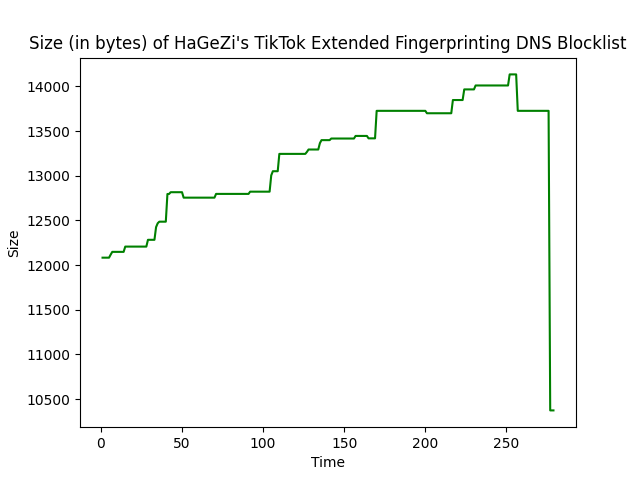 Size (in bytes) of HaGeZi's TikTok Extended Fingerprinting DNS Blocklist
14000
13500
13000
12500
12000
11500
11000
10500
Size
0 50 100 150 200 250
Time